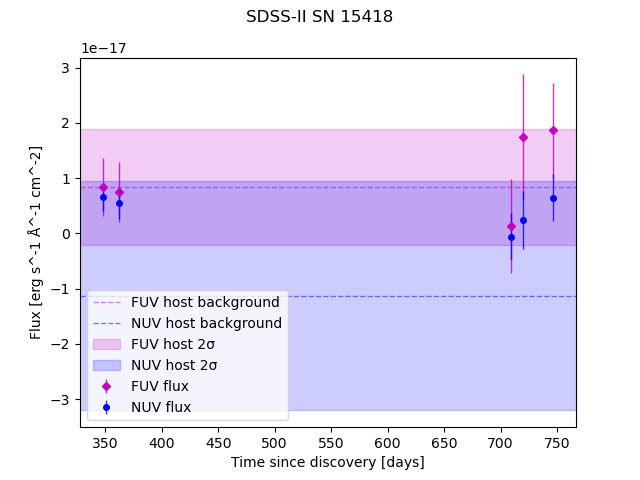 SDSS-II SN 15418
1e−17
3
2
1
0
−1
−2
−3
Flux [erg s^-1 Å^-1 cm^-2]
FUV host background
NUV host background
FUV host 2σ
NUV host 2σ
FUV flux
NUV flux
350 400 450 500 550 600 650 700 750
Time since discovery [days]